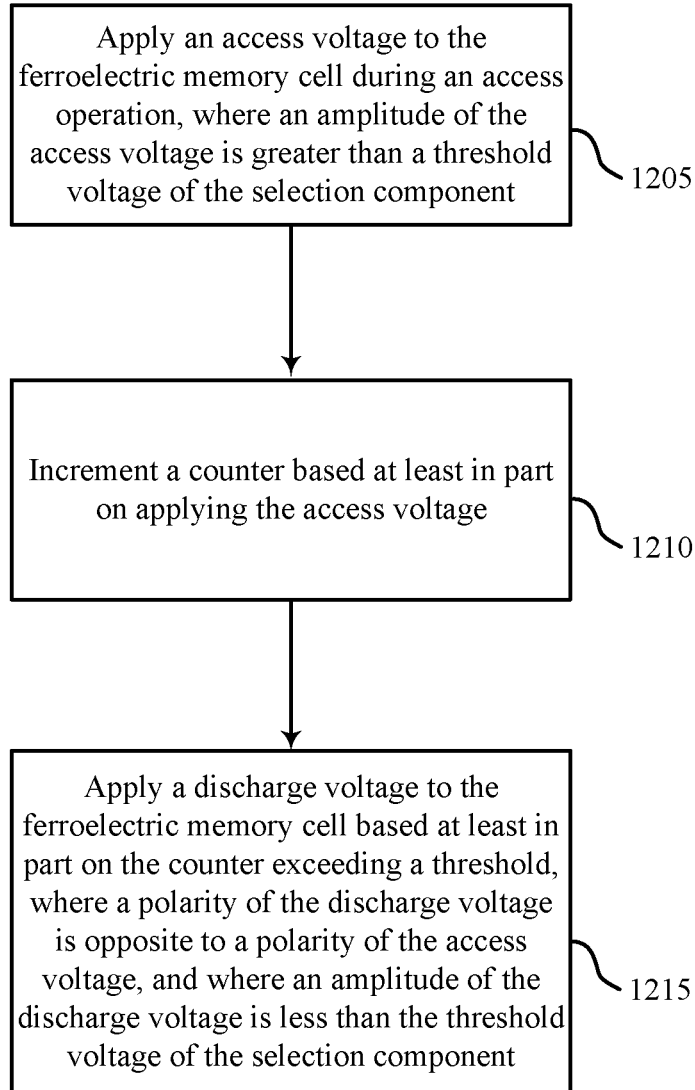 Apply an access voltage to the
ferroelectric memory cell during an access
operation, where an amplitude of the
access voltage is greater than a threshold
voltage of the selection component
1205
Increment a counter based at least in part
on applying the access voltage
1210
Apply a discharge voltage to the
ferroelectric memory cell based at least in
part on the counter exceeding a threshold,
where a polarity of the discharge voltage
is opposite to a polarity of the access
voltage, and where an amplitude of the
discharge voltage is less than the threshold
voltage of the selection component
1215